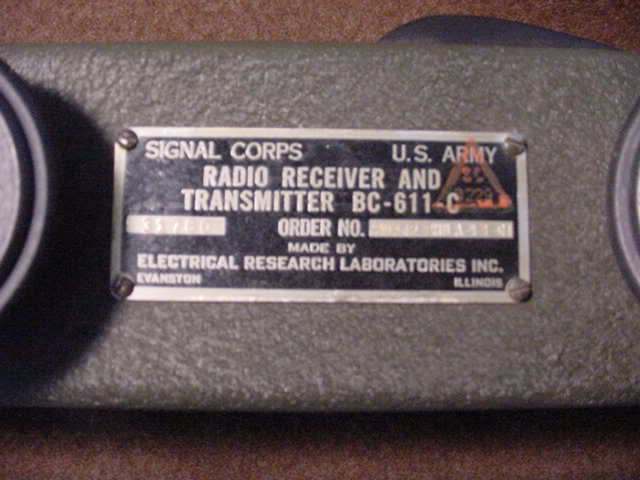 SIGNAL CORPS U.S. ARMY
RADIO RECEIVER AND
TRANSMITTER BC-611-C
ORDER NO.
MADE BY
ELECTRICAL RESEARCH LABORATORIES INC.
EVANSTON ILLINOIS